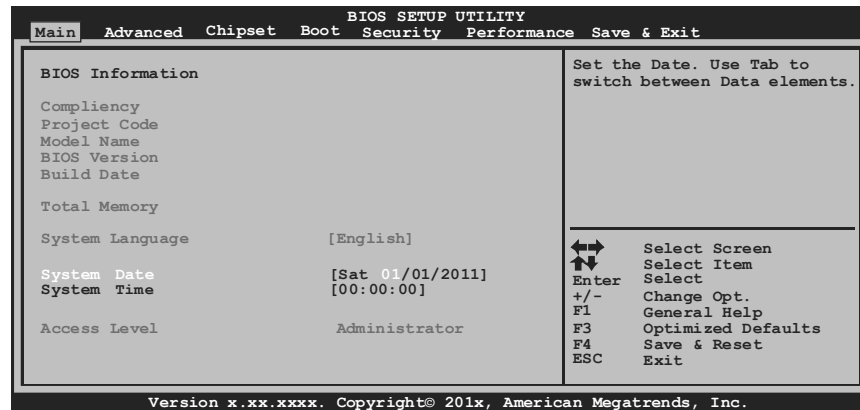 BIOS SETUP UTILITY
Main Advanced Chipset Boot Security Performance Save & Exit
BIOS Information
Compliency
Project Code
Model Name
BIOS Version
Build Date
Total Memory
System Language [English]
System Date [Sat 01/01/2011]
System Time [00:00:00]
Access Level Administrator
Set the Date. Use Tab to
switch between Data elements.
Select Screen
Select Item
Enter Select
+/- Change Opt.
F1 General Help
F3 Optimized Defaults
F4 Save & Reset
ESC Exit
Version x.xx.xxxx. Copyright© 201x, American Megatrends, Inc.